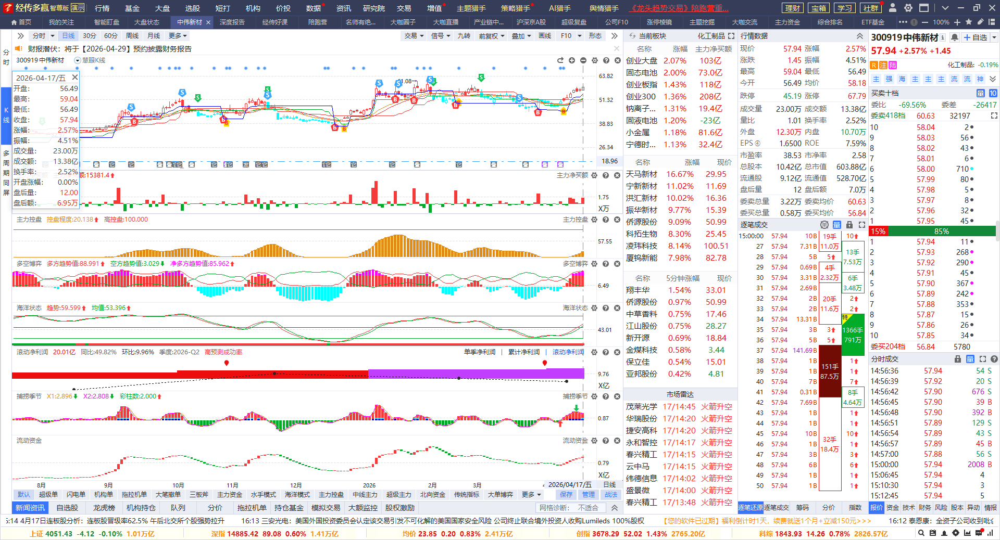 经传多赢 智尊版 演示 行情 基金 大盘 选股 短打 机构 价投 数据 资讯 研究院 交易 增值 主题猎手 策略猎手 AI猎手 舆情猎手 《龙头趋势交易》陪跑营重... 理财 宝箱 学习 社群
首页 我的关注 智能盯盘 大盘状态 中伟新材 深度报告 经传好课 陪跑营 名师有绝... 大咖圈子 大咖直播 产业链中... 沪深京A股 超级复盘 公司F10 涨停棱镜 主题挖掘 大咖交流 主力资金 综合排名 ETF基金 100%
分时 日线 30分 60分 周线 月线 更多 交易 信号 九转 前复权 叠加 画线 F10 形态
财报潜伏：将于【2026-04-29】预约披露财务报告
分时
K线
多周期同屏
300919 中伟新材 慧眼K线
2026-04-17/五
开盘: 56.49
最高: 59.04
最低: 56.49
收盘: 57.94
涨幅: 2.57%
振幅: 4.51%
成交量: 23.00万
成交额: 13.38亿
换手率: 2.52%
开盘涨幅: 0.00%
盘后量: 12.00
盘后额: 6.95万
61.08
63.82
51.32
38.83
26.34
18.96
额:15381.4 主力净买额
1.75
X万
主力控盘 控盘程度:20.138 高控盘:100.000 主力控盘
57.55
多空博弈 多方趋势值:88.991 空方趋势值:3.029 净多方趋势值:85.962 多空博弈
6.49
海洋状态 趋势:59.599 均值:53.396 海洋状态
43.01
滚动净利润 20.01亿 同比:49.82% 环比:9.96% 季度:2026-Q2 高预测成功率 单季净利润 | 累计净利润 | 滚动净利润
9.76
X亿
捕捞季节 X1:2.896 X2:2.808 彩柱数:2.000 捕捞季节
0.87
流动资金 流动资金
0.79
X亿
8月 9月 10月 11月 12月 2026 2月 3月 2026/04/17/五 日线
默认 超级单 闪电单 机构单 拖拉机单 大笔撤单 三板斧 主力资金 水手模式 海洋模式 主力控盘 中线主力 超级主力 北向资金 传统指标 大单博弈 更多 保存 管理 战法
新闻资讯 自选股 龙虎榜 机构持仓 队列 分价 拖拉机单 持仓基金 模拟交易 大额监控 股权激励 网格诊断: 不适合
当前板块 化工制品
名称 涨幅 主力净买额
创业大盘 2.07% 103亿
固态电池 2.00% 73.0亿
创业板指 1.43% 118亿
创业300 1.36% 208亿
钠离子... 1.31% 19.4亿
固液电池 1.20% -23亿
小金属 1.18% 81.6亿
宁德时... 1.13% 32.4亿
名称 涨幅 现价
天马新材 16.67% 29.95
宁新新材 11.02% 11.69
洪汇新材 10.02% 16.36
振华新材 9.77% 15.39
侨源股份 9.09% 50.99
科拓生物 8.30% 25.45
凌玮科技 8.14% 100.51
厦钨新能 7.98% 82.78
名称 5分钟涨幅 现价
翔丰华 1.54% 33.01
侨源股份 0.97% 50.99
中草香料 0.75% 17.46
江山股份 0.75% 28.27
新开源 0.69% 18.84
金煤科技 0.58% 3.44
保立佳 0.54% 15.01
亚邦股份 0.42% 4.81
市场雷达
茂莱光学 17/14:45 火箭升空
华瑞股份 17/14:20 火箭升空
捷安高科 17/14:20 火箭升空
永和智控 17/14:17 火箭升空
春兴精工 17/14:15 火箭升空
云中马 17/14:15 火箭升空
纬德信息 17/14:02 火箭升空
盛景微 17/14:00 火箭升空
春兴精工 17/13:48 火箭升空
行情数据
现价 57.94 涨幅 2.57%
涨跌 1.45 振幅 4.51%
最高 59.04 最低 56.49
今开 56.49 均价 58.18
跌停 45.19 涨停 67.79
成交量 23.00万 成交额 13.38亿
量比 1.01 换手率 2.52%
外盘 12.30万 内盘 10.70万
EPS④ 1.6500 ROE 7.59%
市盈率 38.53 市净率 2.58
总股本 10.42亿 总市值 603.88亿
流通股 9.12亿 流通值 528.70亿
盘后量 12 盘后额 7.0万
委卖总量 3.22万 委卖均价 60.63
委买总量 0.58万 委买均价 56.84
逐笔成交 单 量
15:00:00 57.94 10B 19手 10
27 57.94 7.31B 11.0万 13手
28 57.94 5B 5 7.53万
29 57.94 0.69B 4手
30 57.94 3.31B 2.32万 6手
31 57.94 2.69B 3.48万
32 57.94 2B 20手 2
33 57.94 2B 11.6万 2
34 57.94 13.31B 特
35 57.94 3B 3 1366手
36 57.94 5B 5 791万
37 57.94 141.69B
38 57.94 1B 151手 1
39 57.94 1B 87.5万 1
40 57.94 7B 7
41 57.94 0.31B 8手
42 57.94 7.69B 4.64万
43 57.94 1B 1
44 57.94 1B 1
45 57.94 10B 32手 10
46 57.94 1B 18.4万 1
47 57.94 3B 3
48 57.94 6B 6
49 57.94 1B 1
50 57.94 1B 1
逐笔还原 逐笔成交 筹码 分价 指数
300919 中伟新材 自选
57.94 +2.57% +1.45
R 注 陆 化工制品: -0.19%
主 强 海 主 主 主 流 流 神
买卖十档 量 10
委比 -69.56% 委差 -26417
委卖418档 60.63 32197
10 58.04 2
9 58.03 56
8 58.02 43
7 58.01 6
6 58.00 710
5 57.99 80
4 57.98 5
3 57.97 8
2 57.96 32
1 57.95 45
15% 85%
1 57.94 11
2 57.93 268
3 57.92 290
4 57.91 45
5 57.90 367
6 57.89 242
7 57.88 353
8 57.87 15
9 57.86 26
10 57.85 34
委买204档 56.84 5780
分时成交 量
14:56:36 57.94 54 S
14:56:39 57.92 20 S
14:56:42 57.90 676 S
14:56:45 57.90 39 B
14:56:48 57.90 392 B
14:56:51 57.89 129 S
14:56:54 57.89 43 S
14:56:57 57.89 45 B
14:57:00 57.88 56 S
15:00:00 57.94 2008 B
15:06:45 57.94 4
15:10:30 57.94 3
15:12:45 57.94 5
报价 资金 技术 财务 风险 股本 异动 情报
5:14 4月17日连板股分析：连板股晋级率62.5% 午后北交所个股强势拉升 16:13 三安光电：美国外国投资委员会认定该交易引发不可化解的美国国家安全风险 公司终止联合境外投资人收购Lumileds 100%股权 【您的软件已过期】福利倒计时1天，续费就送1个月+立减150元>>> 16:12 泰恩康：全资子公司收到吡
上证 4051.43 -4.12 -0.10% 1.01万亿 深指 14885.42 89.08 0.60% 1.41万亿 均价 23.85 0.20 0.83% 2.41万亿 创指 3678.29 52.02 1.43% 2765.20亿 科综 1843.93 14.26 0.78% 2826.57亿